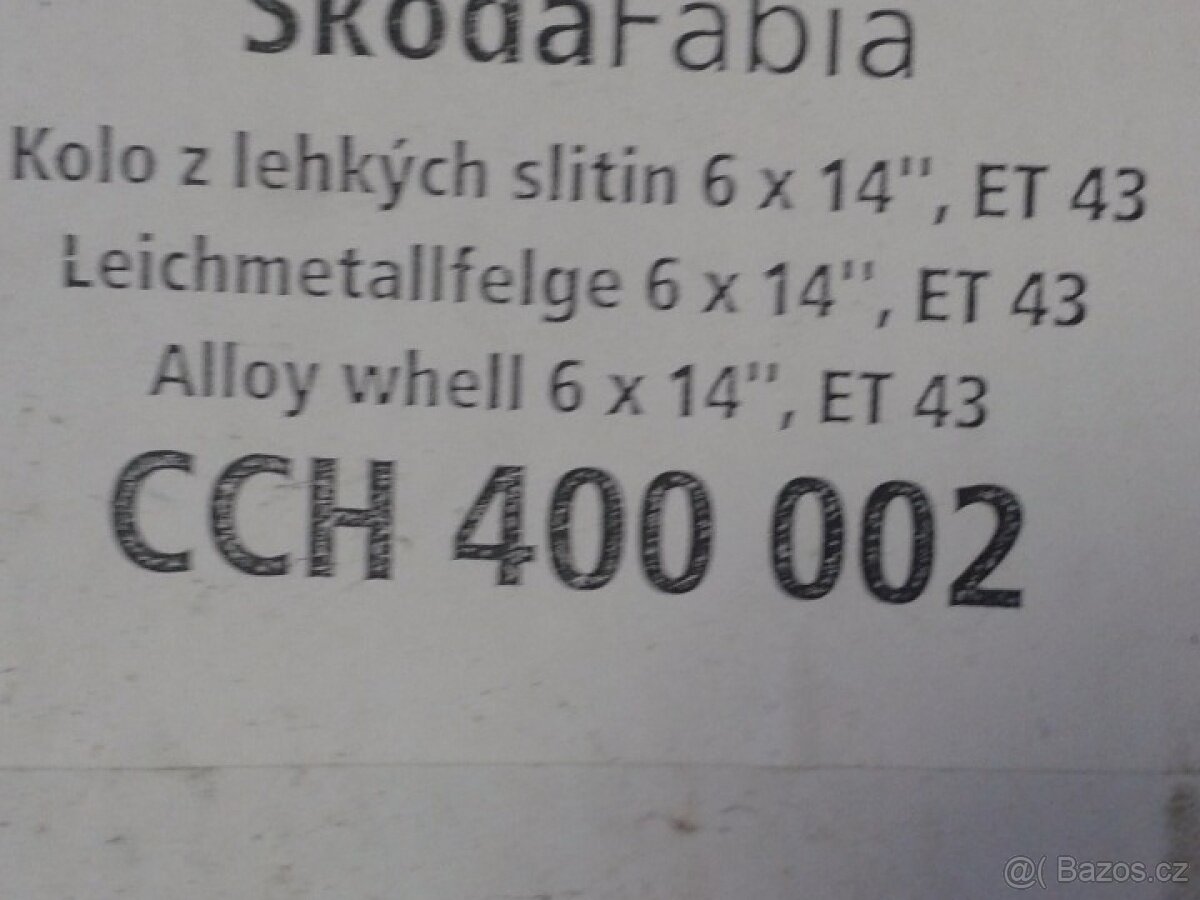 ŠkodaFabia
Kolo z lehkých slitin 6 x 14", ET 43
Leichmetallfelge 6 x 14", ET 43
Alloy whell 6 x 14", ET 43
CCH 400 002
@( Bazos.cz